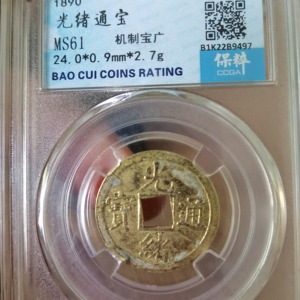 1890
光绪通宝
MS61 机制宝广
24.0*0.9mm*2.7g
BAO CUI COINS RATING
B1K22B9497
保粹
CCGA
光
寶 通
緒